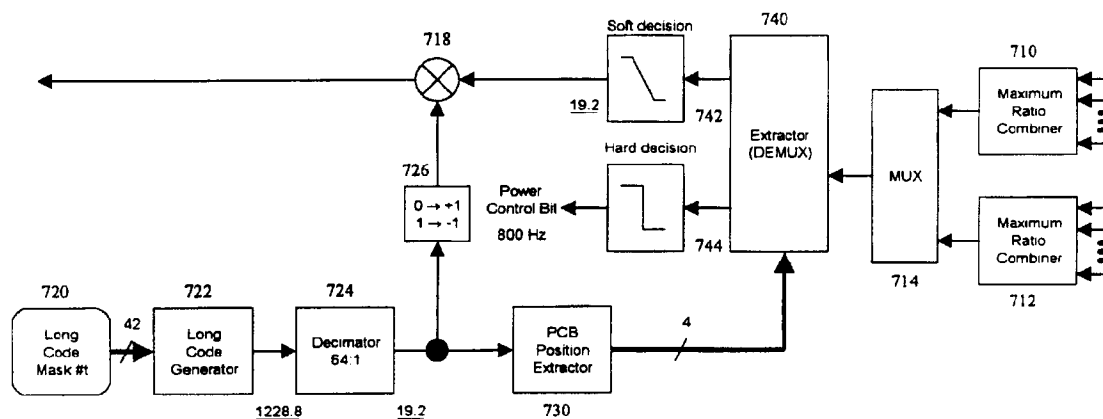 718
Soft decision
740
710
Maximum
Ratio
Combiner
19.2
742
Extractor
(DEMUX)
Hard decision
MUX
726
0 → +1
1 → -1
Power
Control Bit
800 Hz
744
714
Maximum
Ratio
Combiner
712
720
722
724
Long
Code
Mask #t
42
Long
Code
Generator
Decimator
64:1
PCB
Position
Extractor
4
1228.8
19.2
730